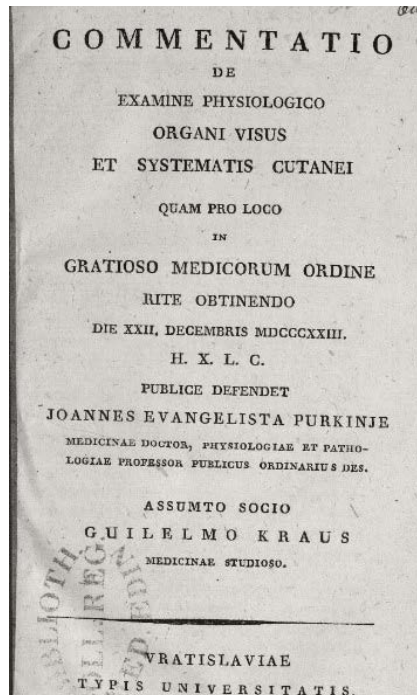 COMMENTATIO
DE
EXAMINE PHYSIOLOGICO
ORGANI VISUS
ET SYSTEMATIS CUTANEI
QUAM PRO LOCO
IN
GRATIOSO MEDICORUM ORDINE
RITE OBTINENDO
DIE XXII. DECEMBRIS MDCCCXXIII.
H. X. L. C.
PUBLICE DEFENDET
JOANNES EVANGELISTA PURKINJE
MEDICINAE DOCTOR, PHYSIOLOGIAE ET PATHO-
LOGIAE PROFESSOR PUBLICUS ORDINARIUS DES.
ASSUMTO SOCIO
GUILELMO KRAUS
MEDICINAE STUDIOSO.
VRATISLAVIAE
TYPIS UNIVERSITATIS.